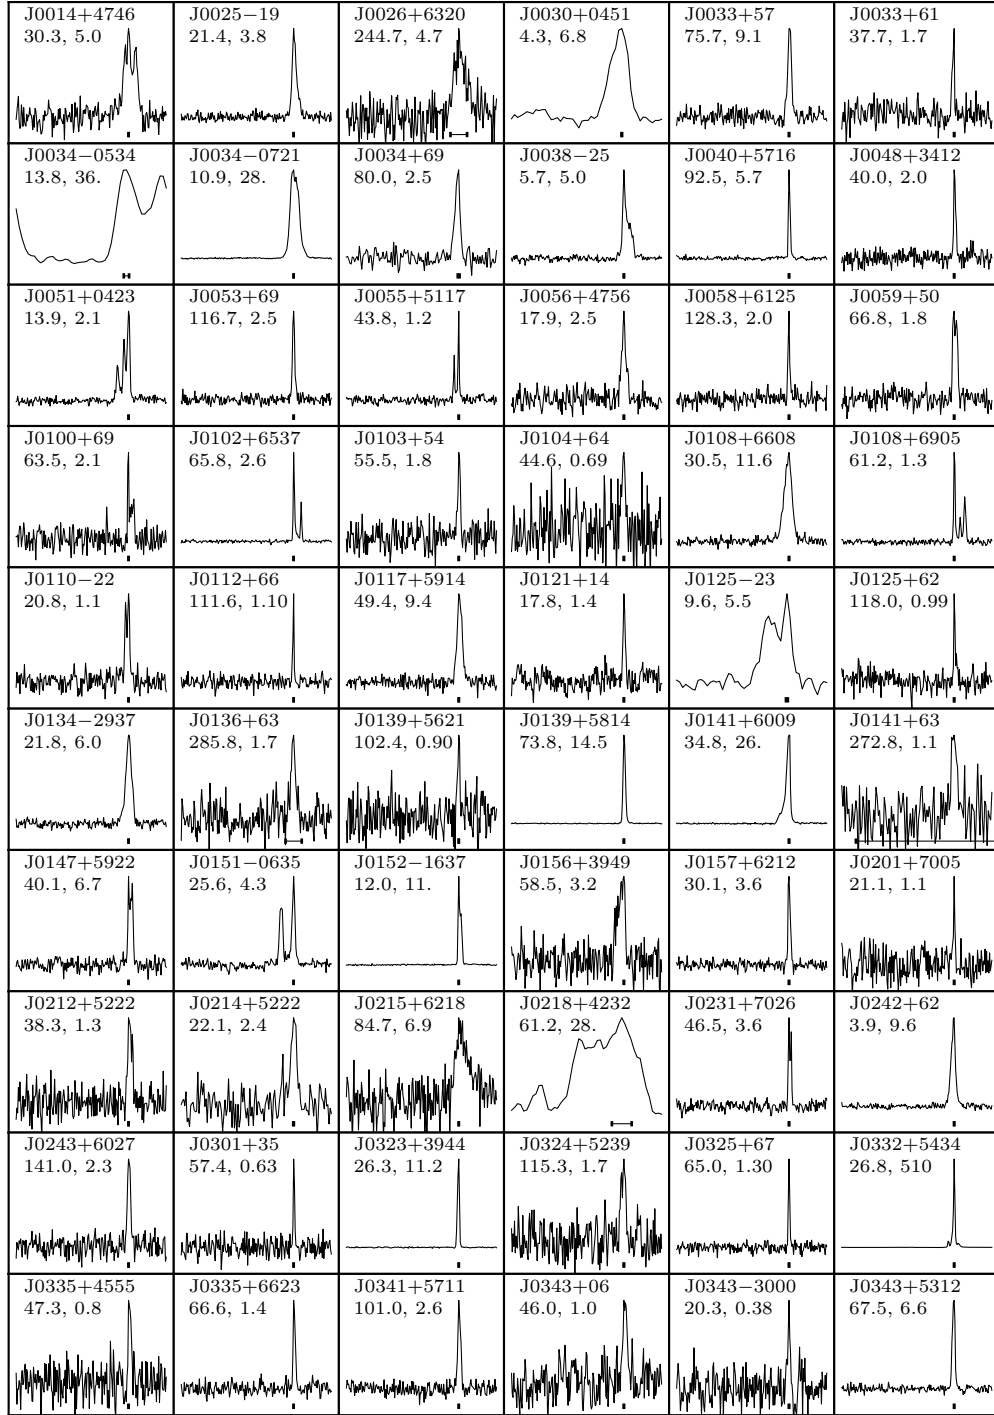 J0014+4746
30.3, 5.0
J0025−19
21.4, 3.8
J0026+6320
244.7, 4.7
J0030+0451
4.3, 6.8
J0033+57
75.7, 9.1
J0033+61
37.7, 1.7
J0034−0534
13.8, 36.
J0034−0721
10.9, 28.
J0034+69
80.0, 2.5
J0038−25
5.7, 5.0
J0040+5716
92.5, 5.7
J0048+3412
40.0, 2.0
J0051+0423
13.9, 2.1
J0053+69
116.7, 2.5
J0055+5117
43.8, 1.2
J0056+4756
17.9, 2.5
J0058+6125
128.3, 2.0
J0059+50
66.8, 1.8
J0100+69
63.5, 2.1
J0102+6537
65.8, 2.6
J0103+54
55.5, 1.8
J0104+64
44.6, 0.69
J0108+6608
30.5, 11.6
J0108+6905
61.2, 1.3
J0110−22
20.8, 1.1
J0112+66
111.6, 1.10
J0117+5914
49.4, 9.4
J0121+14
17.8, 1.4
J0125−23
9.6, 5.5
J0125+62
118.0, 0.99
J0134−2937
21.8, 6.0
J0136+63
285.8, 1.7
J0139+5621
102.4, 0.90
J0139+5814
73.8, 14.5
J0141+6009
34.8, 26.
J0141+63
272.8, 1.1
J0147+5922
40.1, 6.7
J0151−0635
25.6, 4.3
J0152−1637
12.0, 11.
J0156+3949
58.5, 3.2
J0157+6212
30.1, 3.6
J0201+7005
21.1, 1.1
J0212+5222
38.3, 1.3
J0214+5222
22.1, 2.4
J0215+6218
84.7, 6.9
J0218+4232
61.2, 28.
J0231+7026
46.5, 3.6
J0242+62
3.9, 9.6
J0243+6027
141.0, 2.3
J0301+35
57.4, 0.63
J0323+3944
26.3, 11.2
J0324+5239
115.3, 1.7
J0325+67
65.0, 1.30
J0332+5434
26.8, 510
J0335+4555
47.3, 0.8
J0335+6623
66.6, 1.4
J0341+5711
101.0, 2.6
J0343+06
46.0, 1.0
J0343−3000
20.3, 0.38
J0343+5312
67.5, 6.6